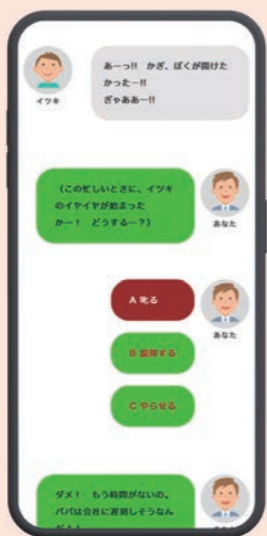 あーっ!! かぎ、ぼくが開けた
かったー!!
ぎゃああー!!
イツキ
(この忙しいときに、イツキ
のイヤイヤが始まった
かー! どうするー?)
あなた
A 叱る
あなた
B 説得する
C やらせる
ダメ! もう時間がないの。
パパは会社に遅刻しそうなん